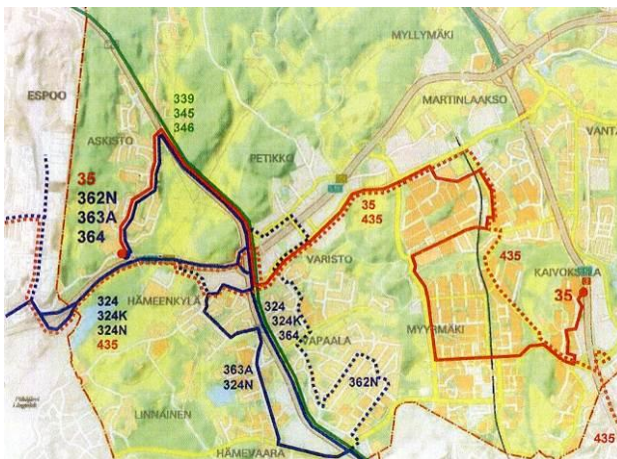 MYLLYMÄKI
ESPOO
339
345
346
MARTINLAAKSO
ASKISTO
PETIKKO
VANTA
35
362N
363A
364
35
435
VARISTO
435
KAIVOKSELA
35
HÄMEENKYLÄ
324
324K
324N
435
324
324K
364
MYYRMÄKI
VAPAALA
363A
324N
362N
LINNAINEN
435
HÄMEVAARA